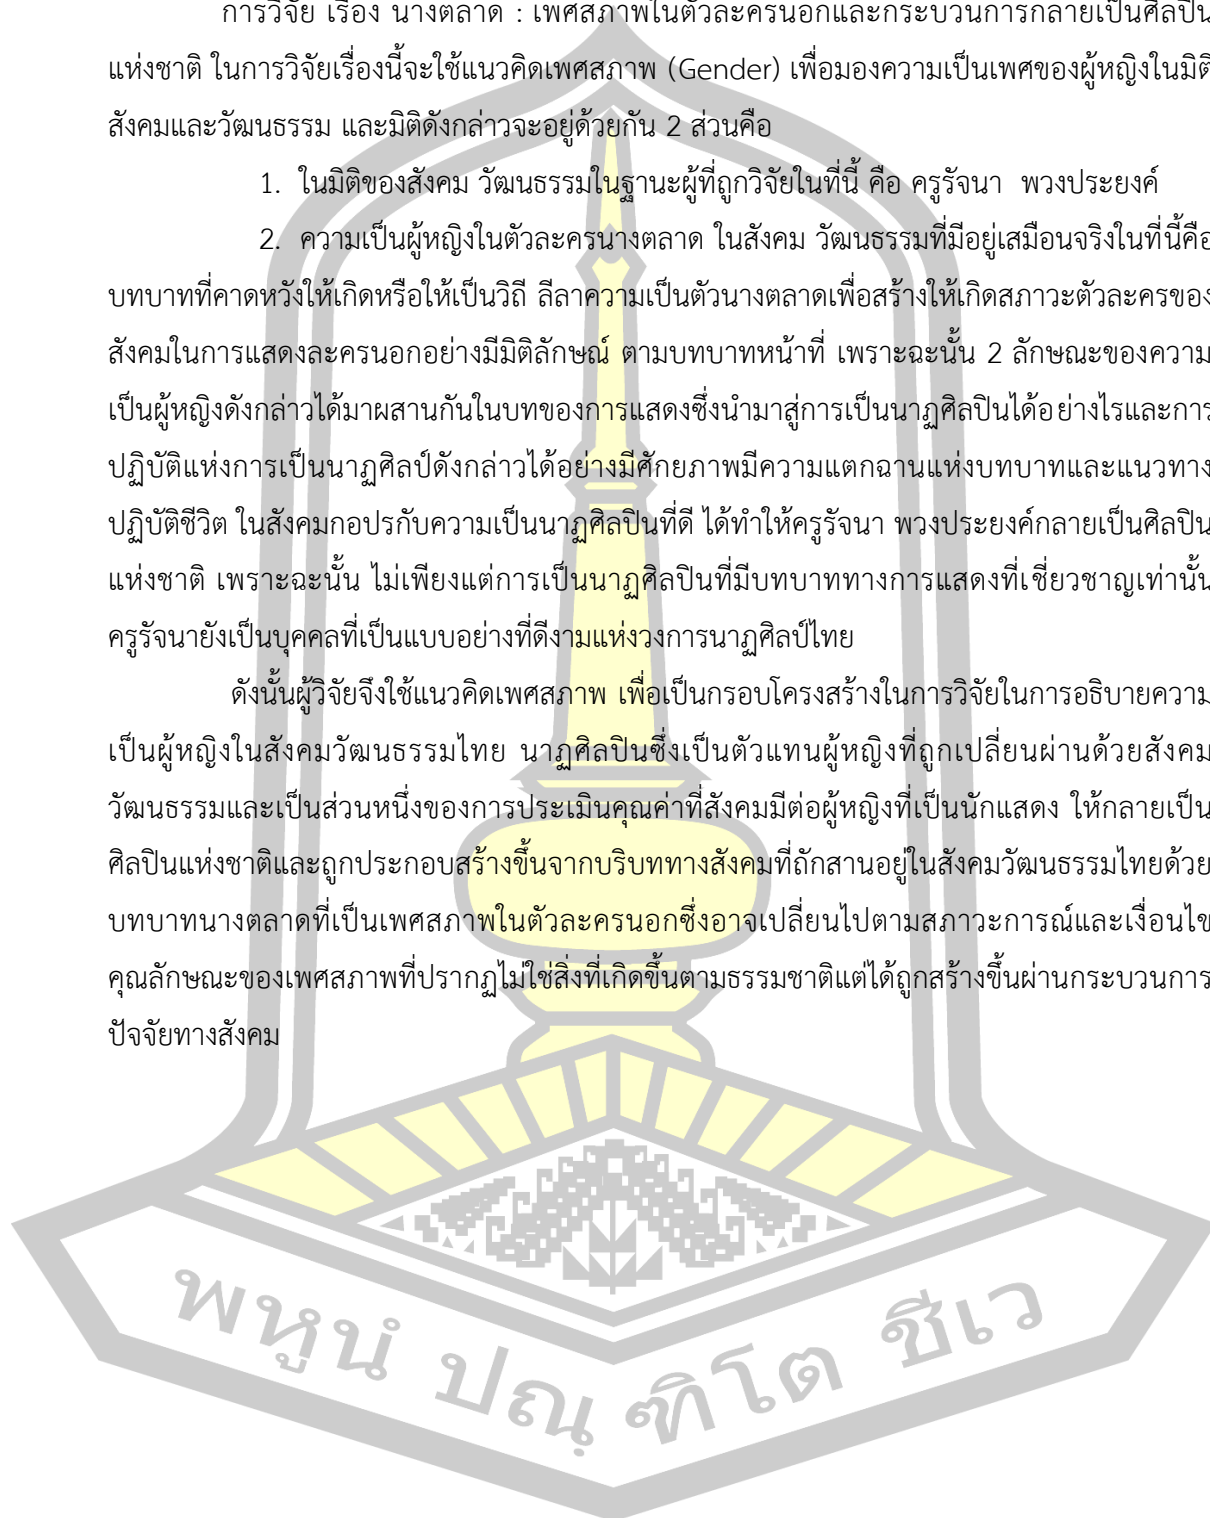 การวิจัย เรื่อง นางตลาด : เพศสภาพในตัวละครนอกและกระบวนการกลายเป็นศิลปิน
แห่งชาติ ในการวิจัยเรื่องนี้จะใช้แนวคิดเพศสภาพ (Gender) เพื่อมองความเป็นเพศของผู้หญิงในมิติ
สังคมและวัฒนธรรม และมิติดังกล่าวจะอยู่ด้วยกัน 2 ส่วนคือ
1. ในมิติของสังคม วัฒนธรรมในฐานะผู้ที่ถูกวิจัยในที่นี้ คือ ครูรัจนา พวงประยงค์
2. ความเป็นผู้หญิงในตัวละครนางตลาด ในสังคม วัฒนธรรมที่มีอยู่เสมือนจริงในที่นี้คือ
บทบาทที่คาดหวังให้เกิดหรือให้เป็นวิถี ลีลาความเป็นตัวนางตลาดเพื่อสร้างให้เกิดสภาวะตัวละครของ
สังคมในการแสดงละครนอกอย่างมีมิติลักษณ์ ตามบทบาทหน้าที่ เพราะฉะนั้น 2 ลักษณะของความ
เป็นผู้หญิงดังกล่าวได้มาผสานกันในบทของการแสดงซึ่งนำมาสู่การเป็นนาฏศิลปินได้อย่างไรและการ
ปฏิบัติแห่งการเป็นนาฏศิลป์ดังกล่าวได้อย่างมีศักยภาพมีความแตกฉานแห่งบทบาทและแนวทาง
ปฏิบัติชีวิต ในสังคมกอปรกับความเป็นนาฏศิลปินที่ดี ได้ทำให้ครูรัจนา พวงประยงค์กลายเป็นศิลปิน
แห่งชาติ เพราะฉะนั้น ไม่เพียงแต่การเป็นนาฏศิลปินที่มีบทบาททางการแสดงที่เชี่ยวชาญเท่านั้น
ครูรัจนายังเป็นบุคคลที่เป็นแบบอย่างที่ดีงามแห่งวงการนาฏศิลป์ไทย
ดังนั้นผู้วิจัยจึงใช้แนวคิดเพศสภาพ เพื่อเป็นกรอบโครงสร้างในการวิจัยในการอธิบายความ
เป็นผู้หญิงในสังคมวัฒนธรรมไทย นาฏศิลปินซึ่งเป็นตัวแทนผู้หญิงที่ถูกเปลี่ยนผ่านด้วยสังคม
วัฒนธรรมและเป็นส่วนหนึ่งของการประเมินคุณค่าที่สังคมมีต่อผู้หญิงที่เป็นนักแสดง ให้กลายเป็น
ศิลปินแห่งชาติและถูกประกอบสร้างขึ้นจากบริบททางสังคมที่ถักสานอยู่ในสังคมวัฒนธรรมไทยด้วย
บทบาทนางตลาดที่เป็นเพศสภาพในตัวละครนอกซึ่งอาจเปลี่ยนไปตามสภาวะการณ์และเงื่อนไข
คุณลักษณะของเพศสภาพที่ปรากฏไม่ใช่สิ่งที่เกิดขึ้นตามธรรมชาติแต่ได้ถูกสร้างขึ้นผ่านกระบวนการ
ปัจจัยทางสังคม
พหูนํ ปณฺฑิโต ชีเว